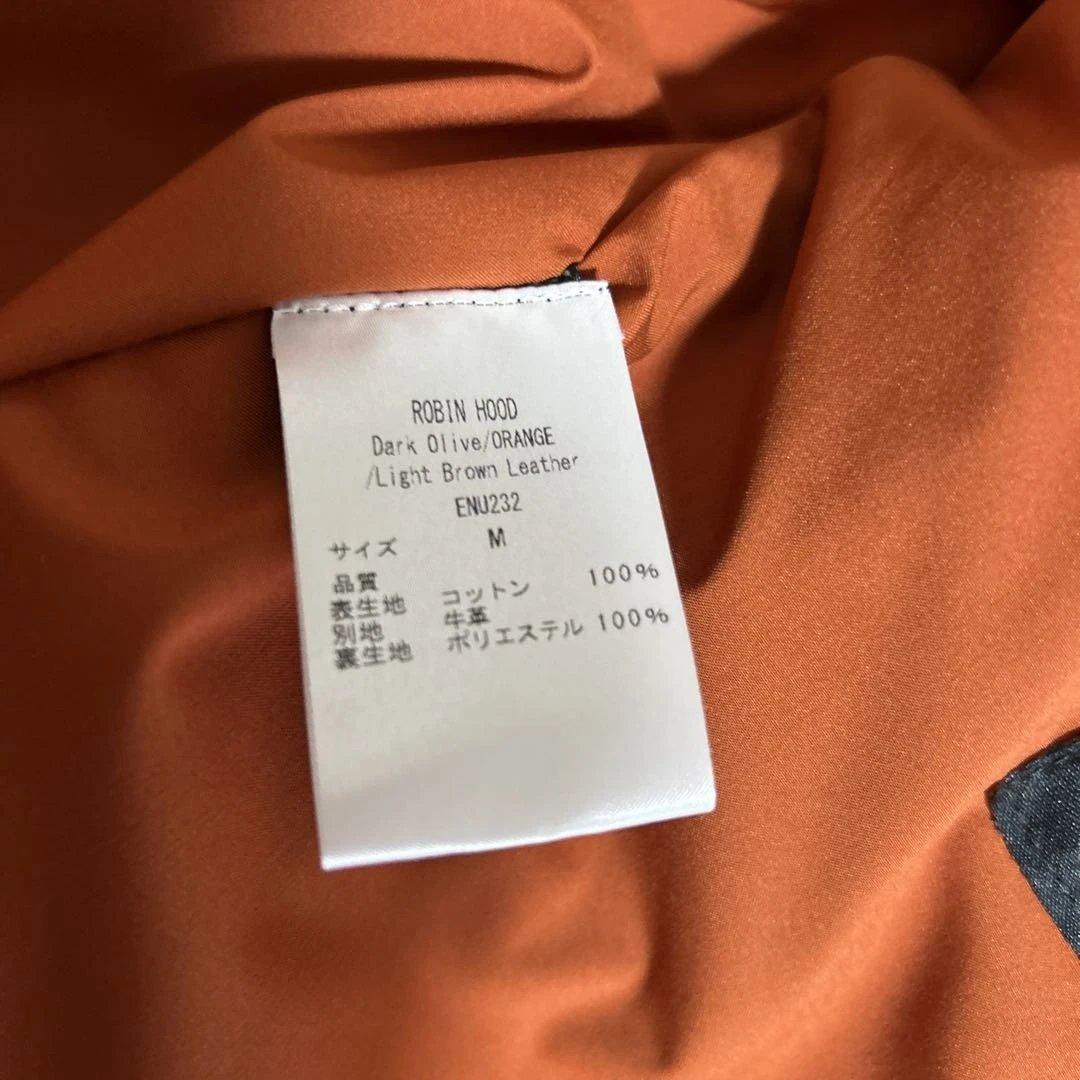 ROBIN HOOD
Dark Olive/ORANGE
/Light Brown Leather
ENU232
サイズ M
品質
表生地 コットン 100%
別地 牛革
裏生地 ポリエステル 100%